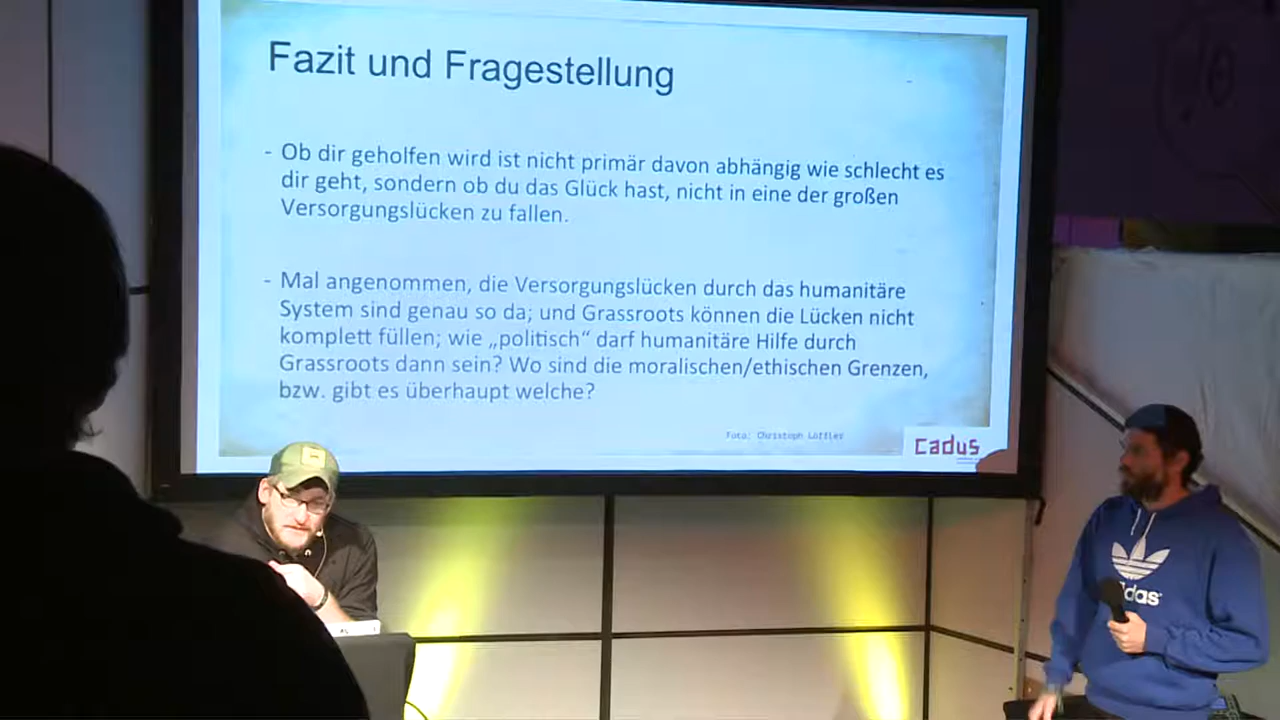 Fazit und Fragestellung
- Ob dir geholfen wird ist nicht primär davon abhängig wie schlecht es
dir geht, sondern ob du das Glück hast, nicht in eine der großen
Versorgungslücken zu fallen.
- Mal angenommen, die Versorgungslücken durch das humanitäre
System sind genau so da; und Grassroots können die Lücken nicht
komplett füllen; wie „politisch“ darf humanitäre Hilfe durch
Grassroots dann sein? Wo sind die moralischen/ethischen Grenzen,
bzw. gibt es überhaupt welche?
Foto: Christoph Löffler
cadus
das